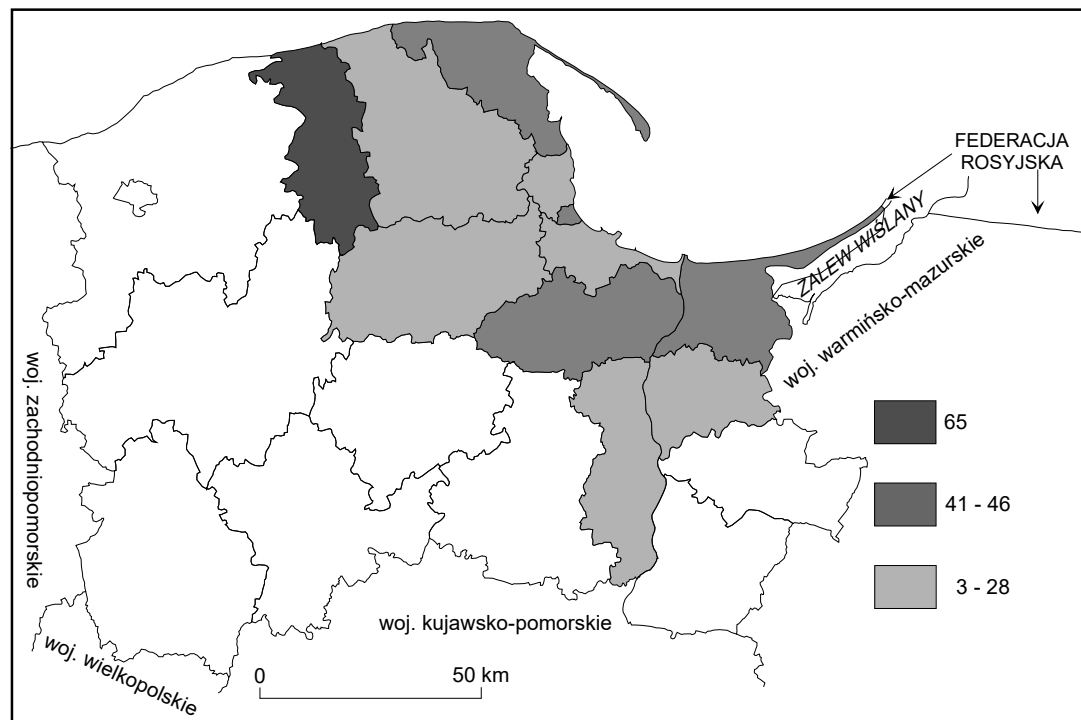 FEDERACJA
ROSYJSKA
ZALEW WIŚLANY
woj. warmińsko-mazurskie
woj. zachodniopomorskie
65
41 - 46
3 - 28
woj. kujawsko-pomorskie
woj. wielkopolskie
0 50 km